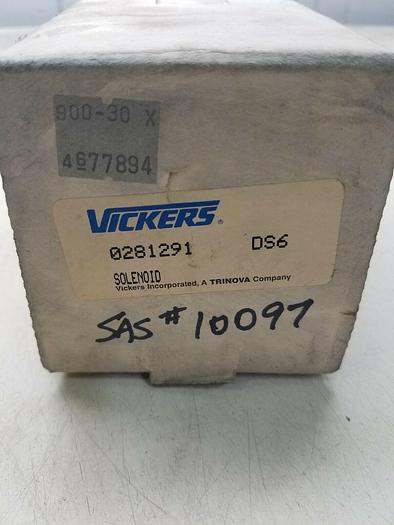 900-30 X
4677894
VICKERS®
0281291 DS6
SOLENOID
Vickers Incorporated, A TRINOVA Company
SAS # 10097